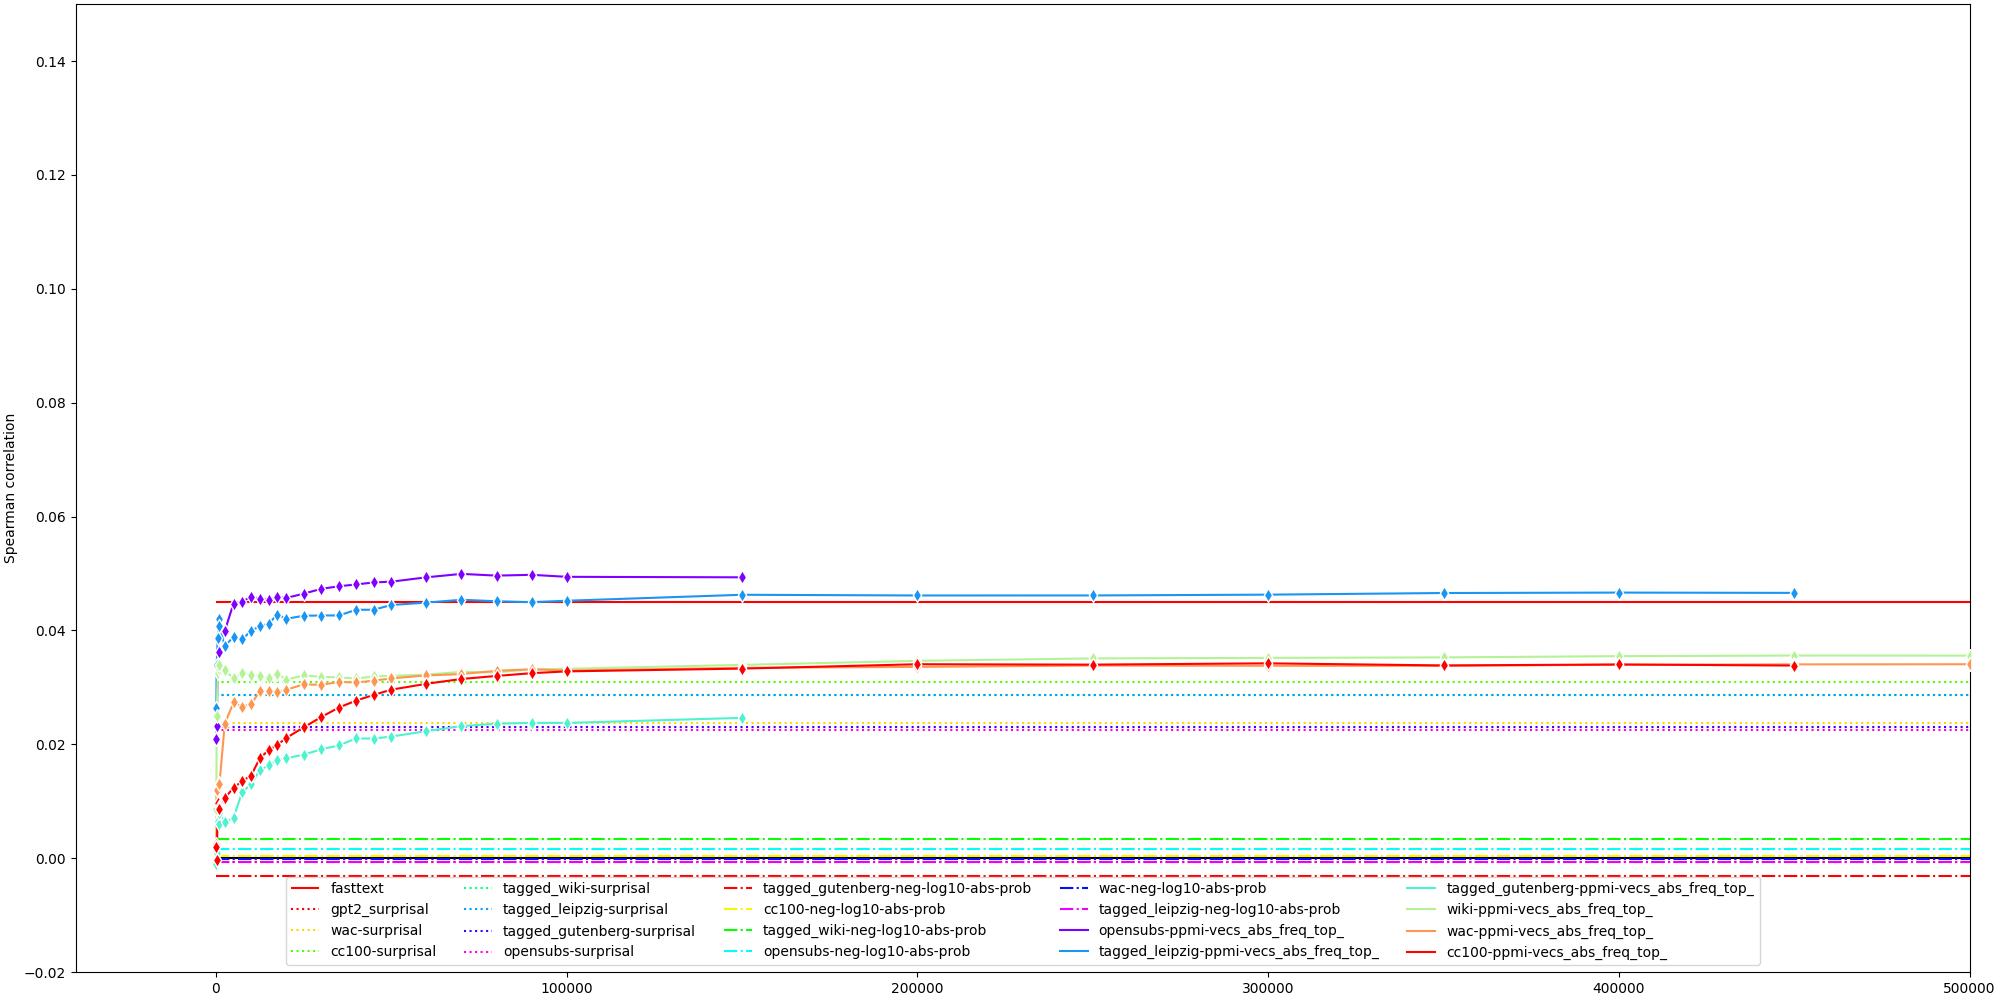 0.14
0.12
0.10
0.08
0.06
0.04
0.02
0.00
−0.02
Spearman correlation
fasttext
gpt2_surprisal
wac-surprisal
cc100-surprisal
tagged_wiki-surprisal
tagged_leipzig-surprisal
tagged_gutenberg-surprisal
opensubs-surprisal
tagged_gutenberg-neg-log10-abs-prob
cc100-neg-log10-abs-prob
tagged_wiki-neg-log10-abs-prob
opensubs-neg-log10-abs-prob
wac-neg-log10-abs-prob
tagged_leipzig-neg-log10-abs-prob
opensubs-ppmi-vecs_abs_freq_top_
tagged_leipzig-ppmi-vecs_abs_freq_top_
tagged_gutenberg-ppmi-vecs_abs_freq_top_
wiki-ppmi-vecs_abs_freq_top_
wac-ppmi-vecs_abs_freq_top_
cc100-ppmi-vecs_abs_freq_top_
0 100000 200000 300000 400000 500000